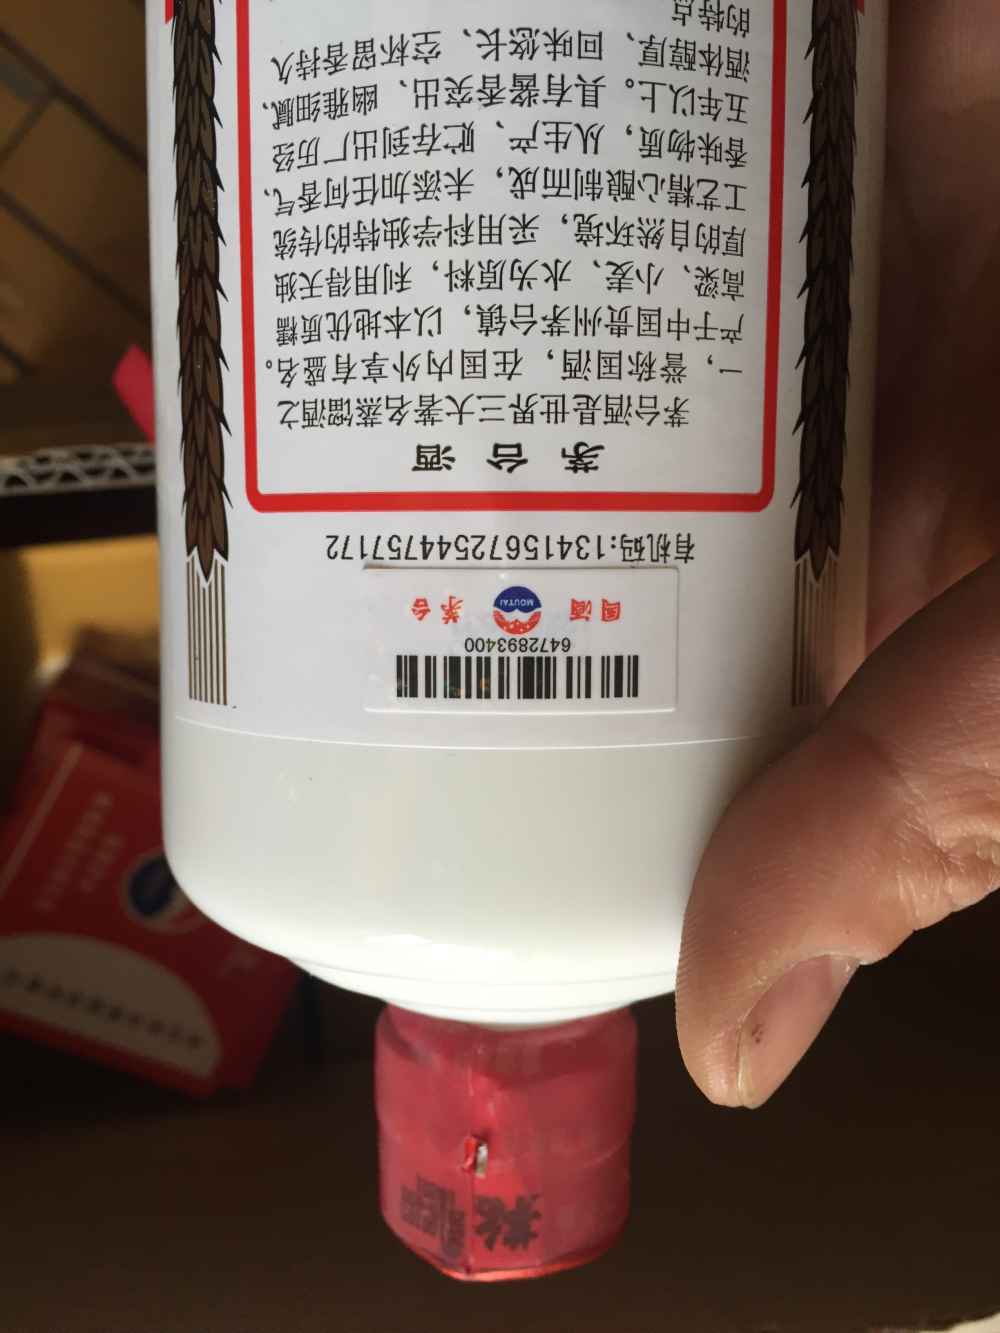 6472893400
国酒 MOUTAI 茅台
有机码:13415672544757172
茅台酒
茅台酒是世界三大著名蒸馏酒之
一，誉称国酒，在国内外享有盛名。
产于中国贵州茅台镇，以本地优质糯
高粱、小麦、水为原料，利用得天独
厚的自然环境，采用科学独特的传统
工艺精心酿制而成，未添加任何香气、
香味物质，从生产、贮存到出厂历经
五年以上。具有酱香突出、幽雅细腻、
酒体醇厚、回味悠长、空杯留香持久
的特点